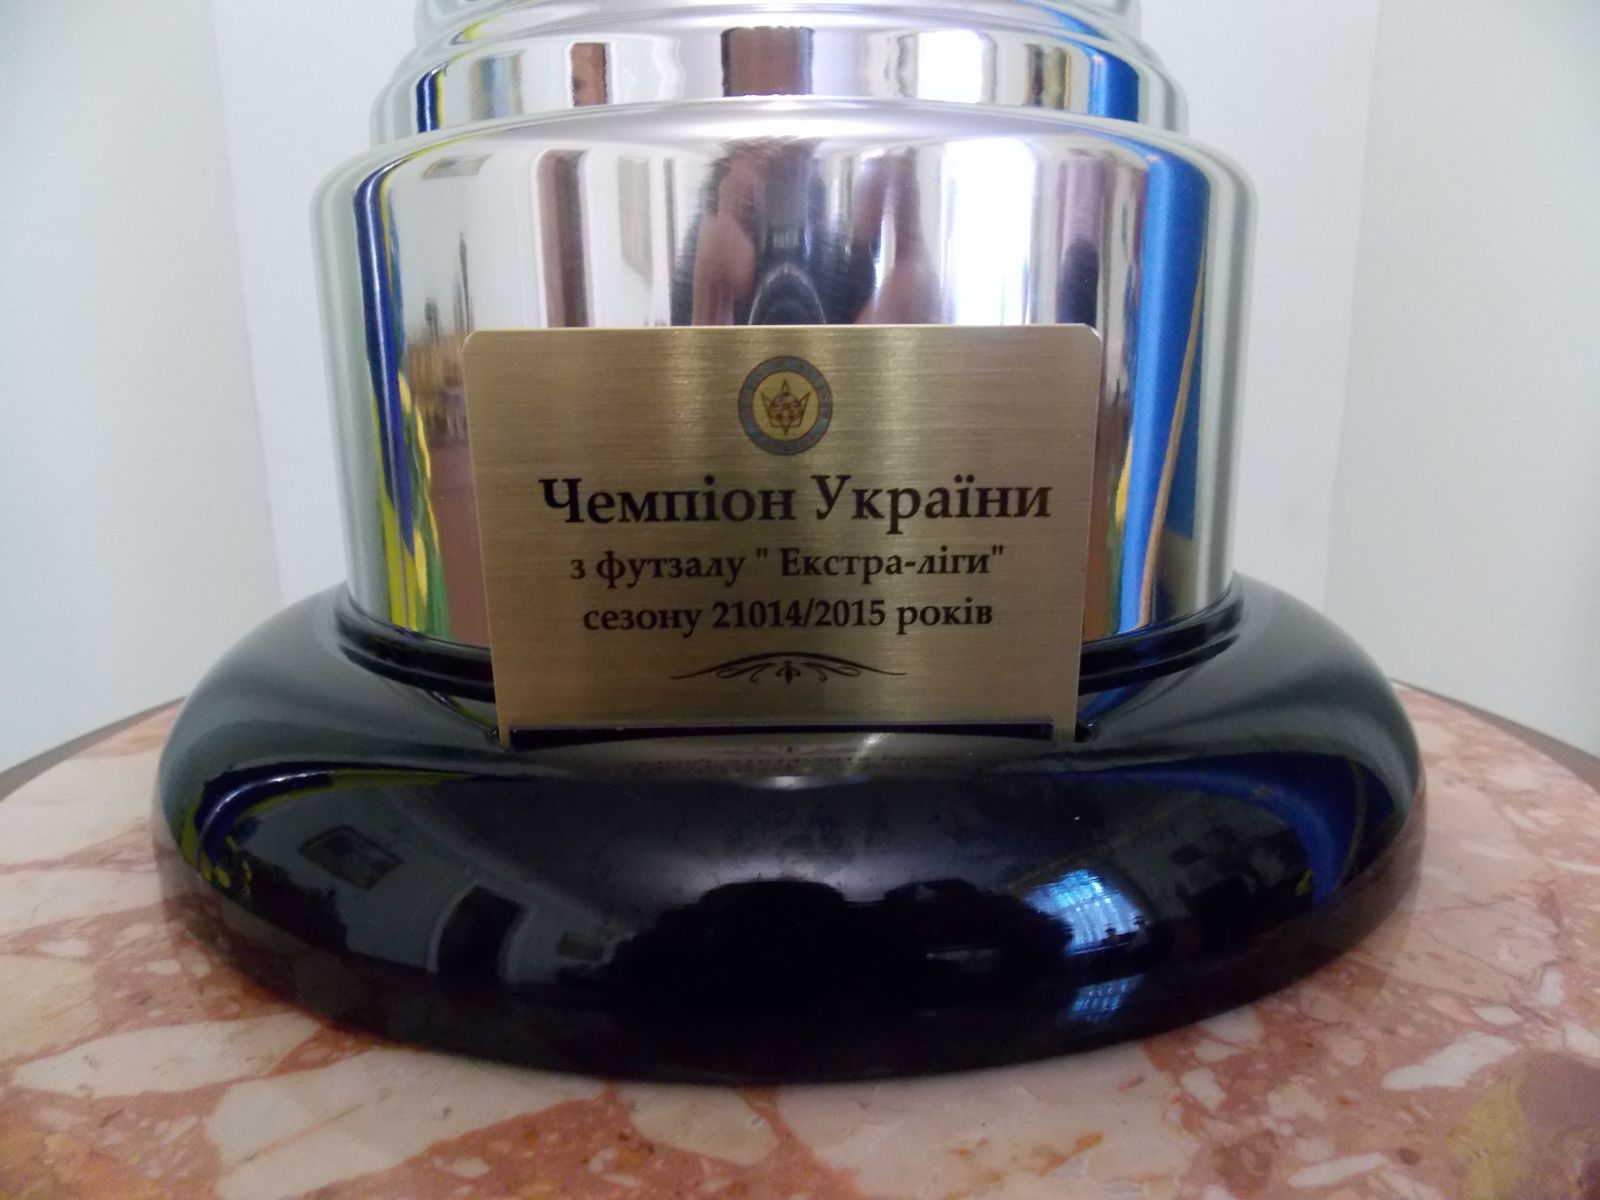 Чемпіон України
з футзалу " Екстра-ліги"
сезону 21014/2015 років